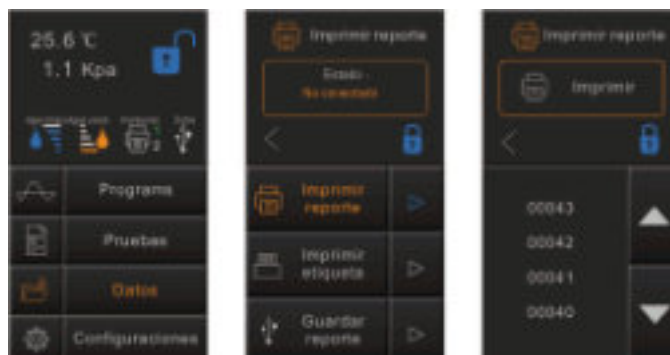 25.6 ℃
1.1 Kpa
Programa
Pruebas
Datos
Configuraciones
Imprimir reporte
Estado
No conectado
Imprimir
reporte
Imprimir
etiqueta
Guardar
reporte
Imprimir reporte
Imprimir
00043
00042
00041
00040